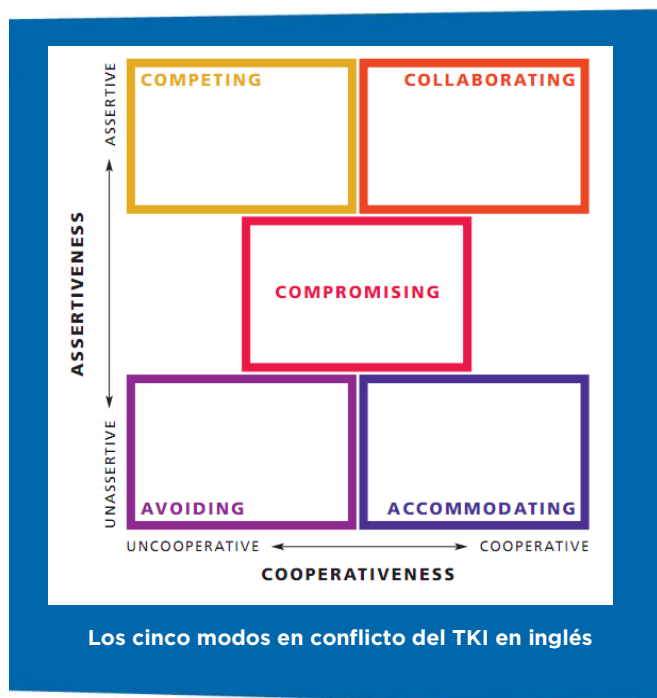 ASSERTIVE
COMPETING
COLLABORATING
ASSERTIVENESS
COMPROMISING
UNASSERTIVE
AVOIDING
ACCOMMODATING
UNCOOPERATIVE
COOPERATIVE
COOPERATIVENESS
Los cinco modos en conflicto del TKI en inglés